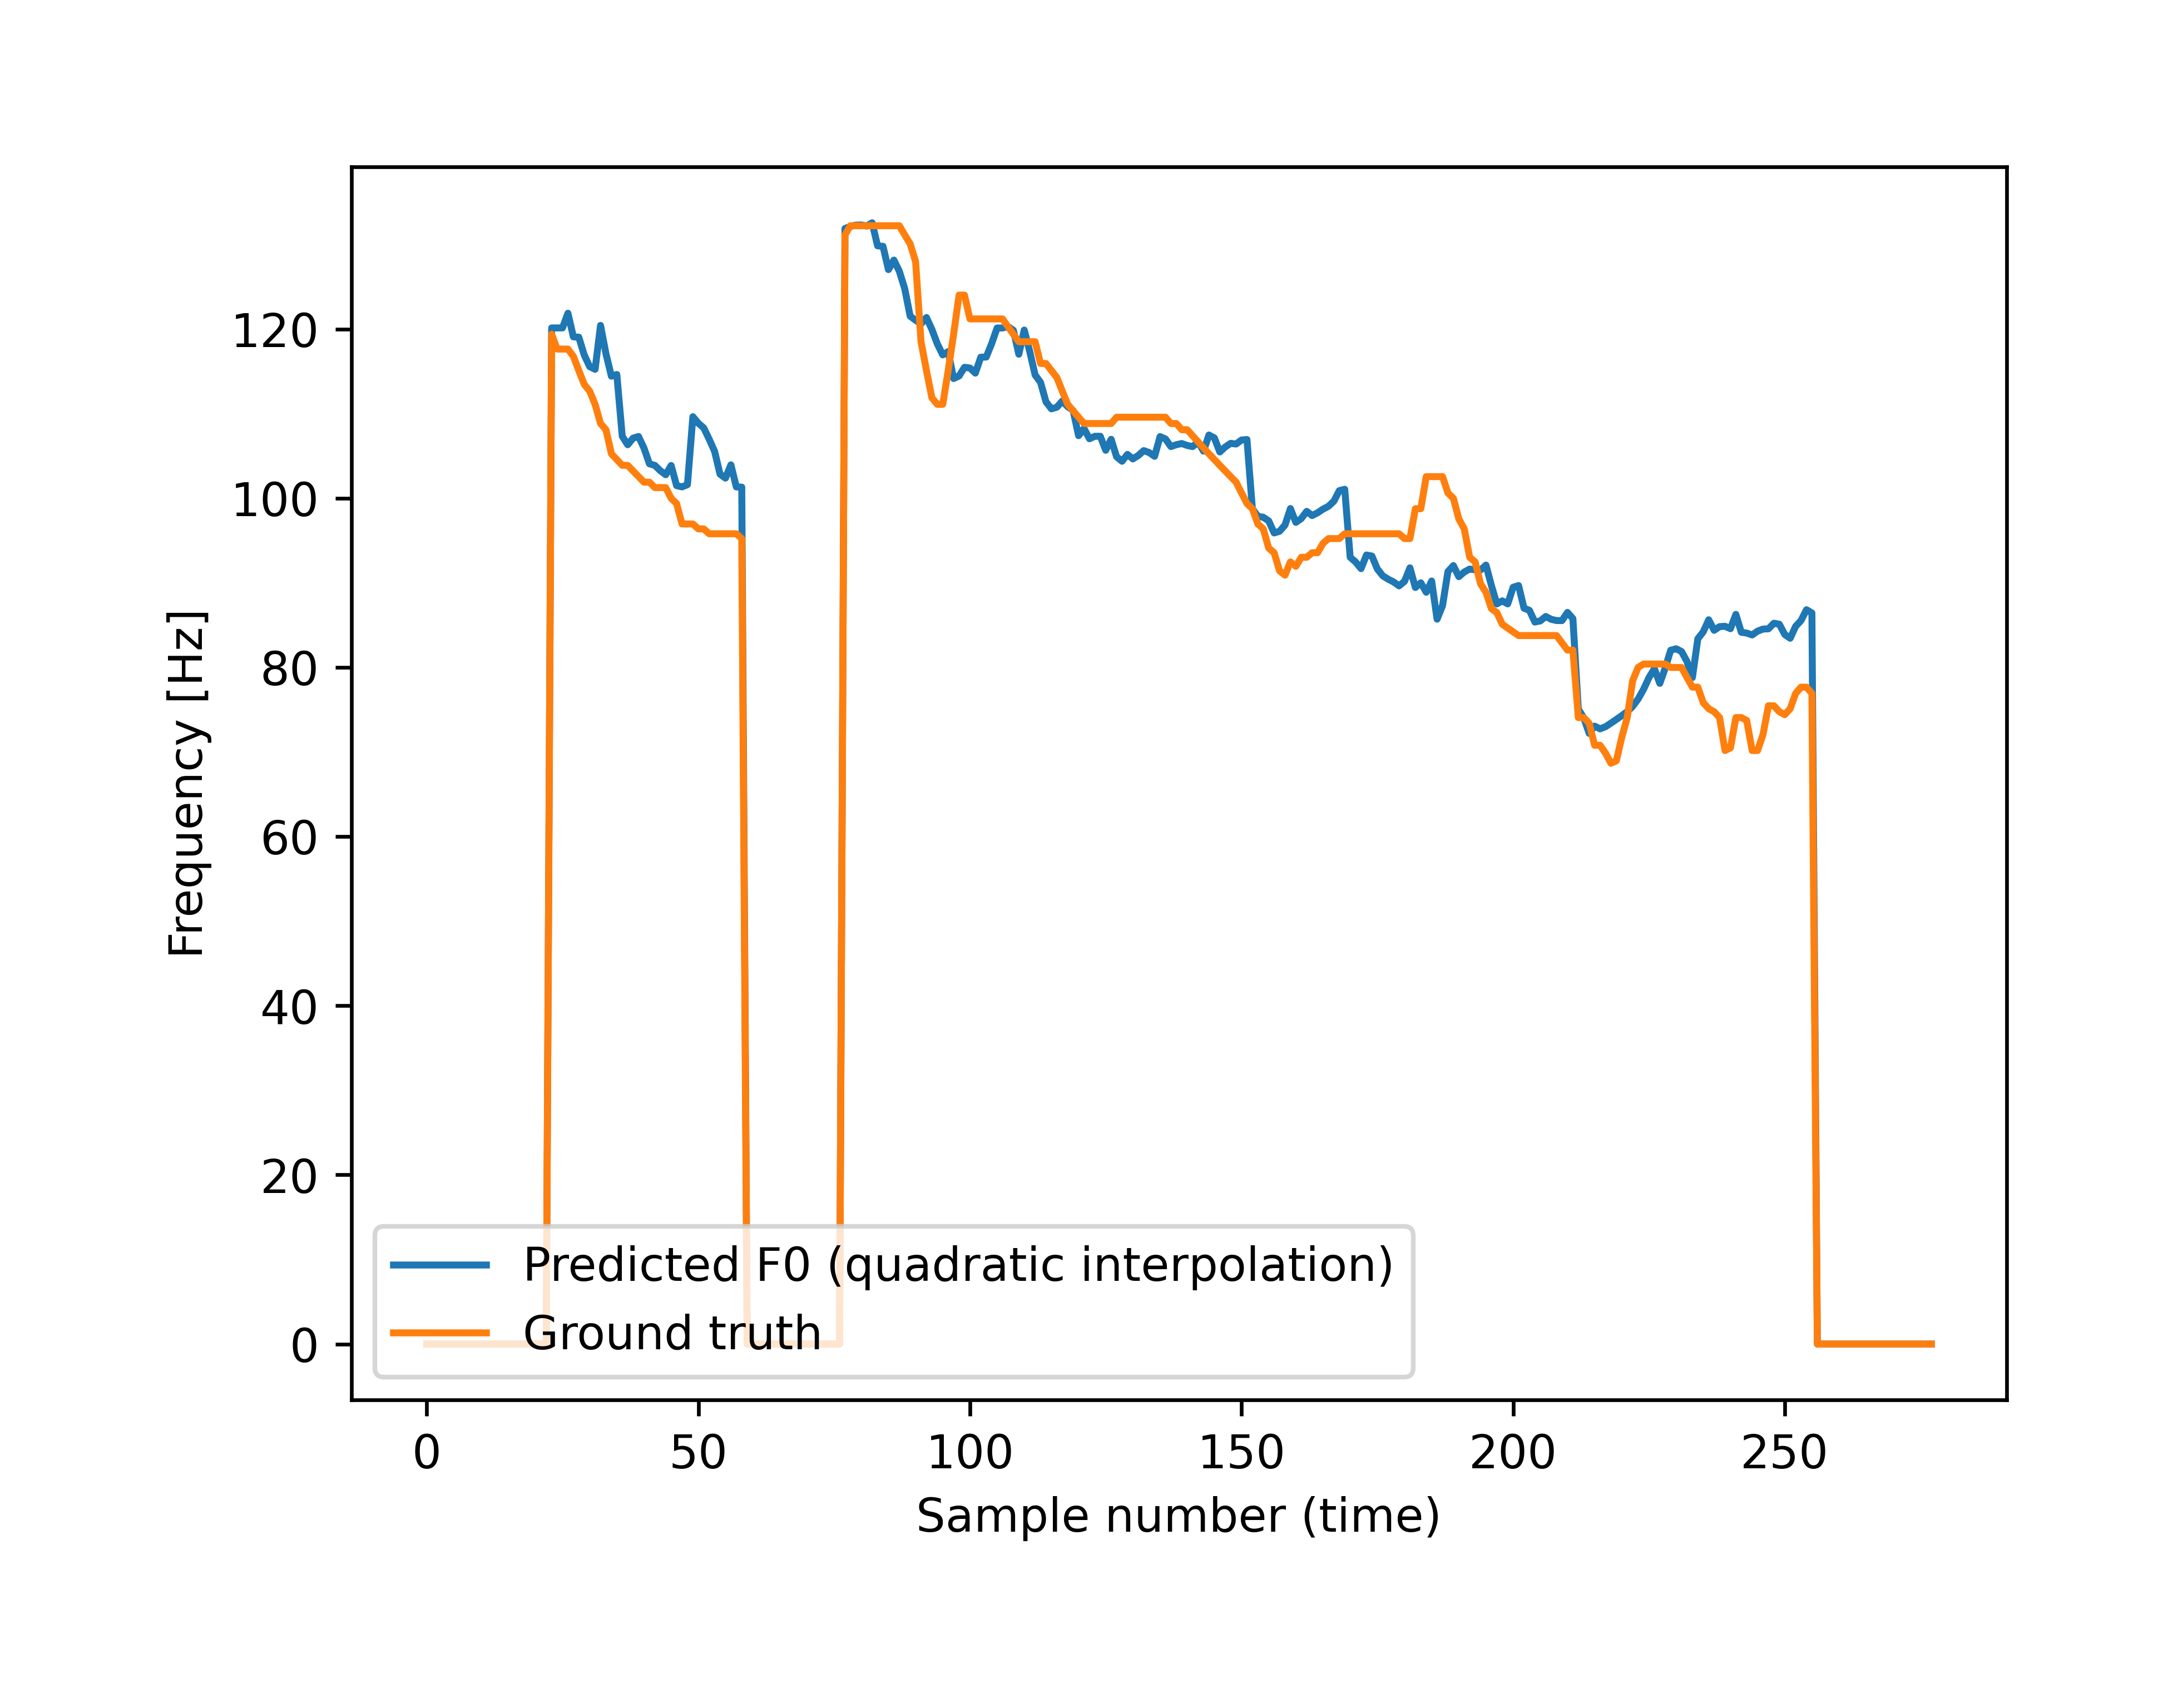 120
100
80
60
40
20
0
Frequency [Hz]
Predicted F0 (quadratic interpolation)
Ground truth
0 50 100 150 200 250
Sample number (time)